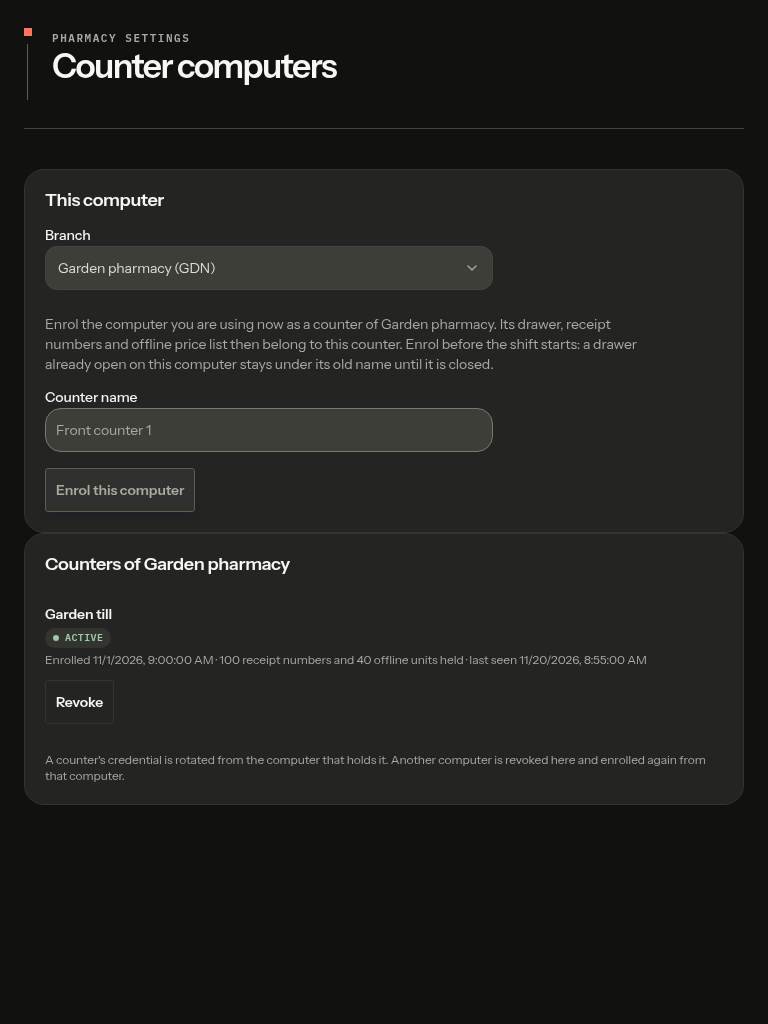 PHARMACY SETTINGS
Counter computers
This computer
Branch
Garden pharmacy (GDN)
Enrol the computer you are using now as a counter of Garden pharmacy. Its drawer, receipt
numbers and offline price list then belong to this counter. Enrol before the shift starts: a drawer
already open on this computer stays under its old name until it is closed.
Counter name
Front counter 1
Enrol this computer
Counters of Garden pharmacy
Garden till
ACTIVE
Enrolled 11/1/2026, 9:00:00 AM · 100 receipt numbers and 40 offline units held · last seen 11/20/2026, 8:55:00 AM
Revoke
A counter's credential is rotated from the computer that holds it. Another computer is revoked here and enrolled again from
that computer.